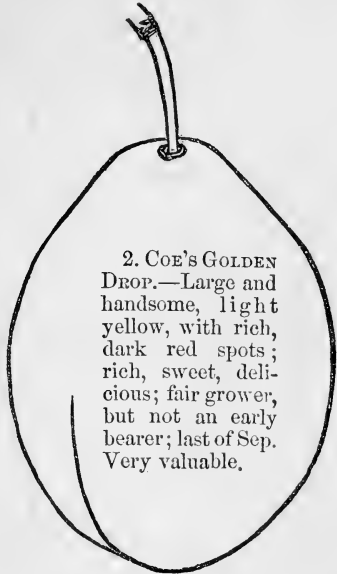 2. COE'S GOLDEN
DROP.—Large and
handsome, light
yellow, with rich,
dark red spots;
rich, sweet, deli-
cious; fair grower,
but not an early
bearer; last of Sep.
Very valuable.